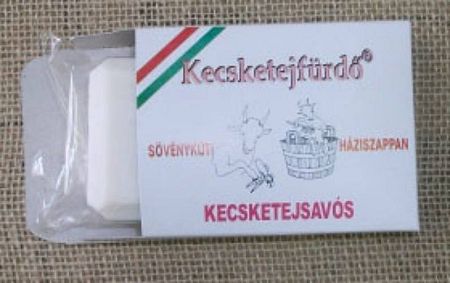 Kecsketejfürdő®
SÖVÉNYKÚTI HÁZISZAPPAN
KECSKETEJSAVÓS